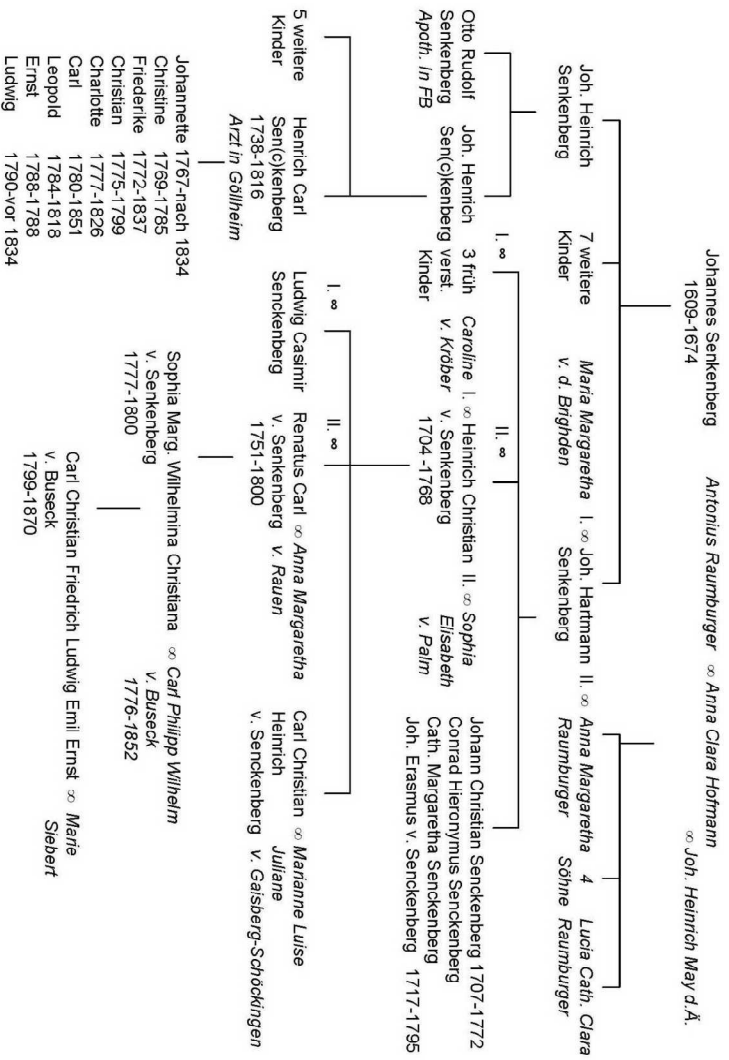 Johannes Senkenberg
1609-1674
Antonius Raumburger ∞ Anna Clara Hofmann
∞ Joh. Heinrich May d.Ä.
Joh. Heinrich
Senkenberg
7 weitere
Kinder
Maria Margaretha I. ∞ Joh. Hartmann II. ∞ Anna Margaretha
v. d. Brighden
Senkenberg
Raumburger
4
Söhne
Lucia Cath. Clara
Raumburger
Otto Rudolf
Senkenberg
Apoth. in FB
Joh. Henrich
Sen(c)kenberg
I. ∞
3 früh
verst.
Kinder
II. ∞
Caroline I. ∞ Heinrich Christian II. ∞ Sophia
v. Kröber
v. Senkenberg
1704 -1768
Elisabeth
v. Palm
Johann Christian Senckenberg 1707-1772
Conrad Hieronymus Senckenberg
Cath. Margaretha Senckenberg
Joh. Erasmus v. Senckenberg 1717-1795
5 weitere
Kinder
Henrich Carl
Sen(c)kenberg
1738-1816
Arzt in Göllheim
I. ∞
Ludwig Casimir
Senckenberg
II. ∞
Renatus Carl ∞ Anna Margaretha
v. Senkenberg v. Rauen
1751-1800
Carl Christian ∞ Marianne Luise
Heinrich Juliane
v. Senckenberg v. Gaisberg-Schöckingen
Johannette 1767-nach 1834
Christine 1769-1785
Friederike 1772-1837
Christian 1775-1799
Charlotte 1777-1826
Carl 1780-1851
Leopold 1784-1818
Ernst 1788-1788
Ludwig 1790-vor 1834
Sophia Marg. Wilhelmina Christiana ∞ Carl Philipp Wilhelm
v. Senkenberg v. Buseck
1777-1800 1776-1852
Carl Christian Friedrich Ludwig Emil Ernst ∞ Marie
v. Buseck Siebert
1799-1870